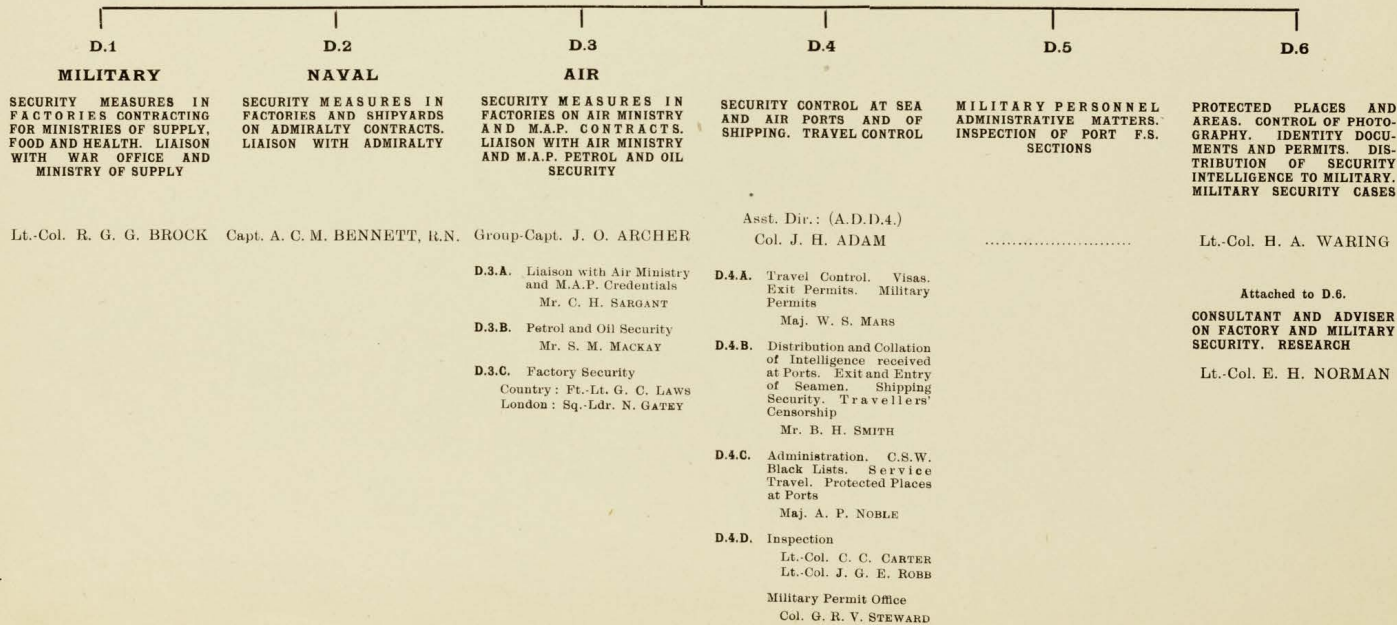 D.1
MILITARY
SECURITY MEASURES IN
FACTORIES CONTRACTING
FOR MINISTRIES OF SUPPLY,
FOOD AND HEALTH. LIAISON
WITH WAR OFFICE AND
MINISTRY OF SUPPLY
Lt.-Col. R. G. G. BROCK
D.2
NAVAL
SECURITY MEASURES IN
FACTORIES AND SHIPYARDS
ON ADMIRALTY CONTRACTS.
LIAISON WITH ADMIRALTY
Capt. A. C. M. BENNETT, R.N.
D.3
AIR
SECURITY MEASURES IN
FACTORIES ON AIR MINISTRY
AND M.A.P. CONTRACTS.
LIAISON WITH AIR MINISTRY
AND M.A.P. PETROL AND OIL
SECURITY
Group-Capt. J. O. ARCHER
D.3.A. Liaison with Air Ministry
and M.A.P. Credentials
Mr. C. H. SARGANT
D.3.B. Petrol and Oil Security
Mr. S. M. MACKAY
D.3.C. Factory Security
Country : Ft.-Lt. G. C. LAWS
London : Sq.-Ldr. N. GATEY
D.4
SECURITY CONTROL AT SEA
AND AIR PORTS AND OF
SHIPPING. TRAVEL CONTROL
Asst. Dir.: (A.D.D.4.)
Col. J. H. ADAM
D.4.A. Travel Control. Visas.
Exit Permits. Military
Permits
Maj. W. S. MARS
D.4.B. Distribution and Collation
of Intelligence received
at Ports. Exit and Entry
of Seamen. Shipping
Security. Travellers'
Censorship
Mr. B. H. SMITH
D.4.C. Administration. C.S.W.
Black Lists. Service
Travel. Protected Places
at Ports
Maj. A. P. NOBLE
D.4.D. Inspection
Lt.-Col. C. C. CARTER
Lt.-Col. J. G. E. ROBB
Military Permit Office
Col. G. R. V. STEWARD
D.5
MILITARY PERSONNEL
ADMINISTRATIVE MATTERS.
INSPECTION OF PORT F.S.
SECTIONS
..........................
D.6
PROTECTED PLACES AND
AREAS. CONTROL OF PHOTO-
GRAPHY. IDENTITY DOCU-
MENTS AND PERMITS. DIS-
TRIBUTION OF SECURITY
INTELLIGENCE TO MILITARY.
MILITARY SECURITY CASES
Lt.-Col. H. A. WARING
Attached to D.6.
CONSULTANT AND ADVISER
ON FACTORY AND MILITARY
SECURITY. RESEARCH
Lt.-Col. E. H. NORMAN